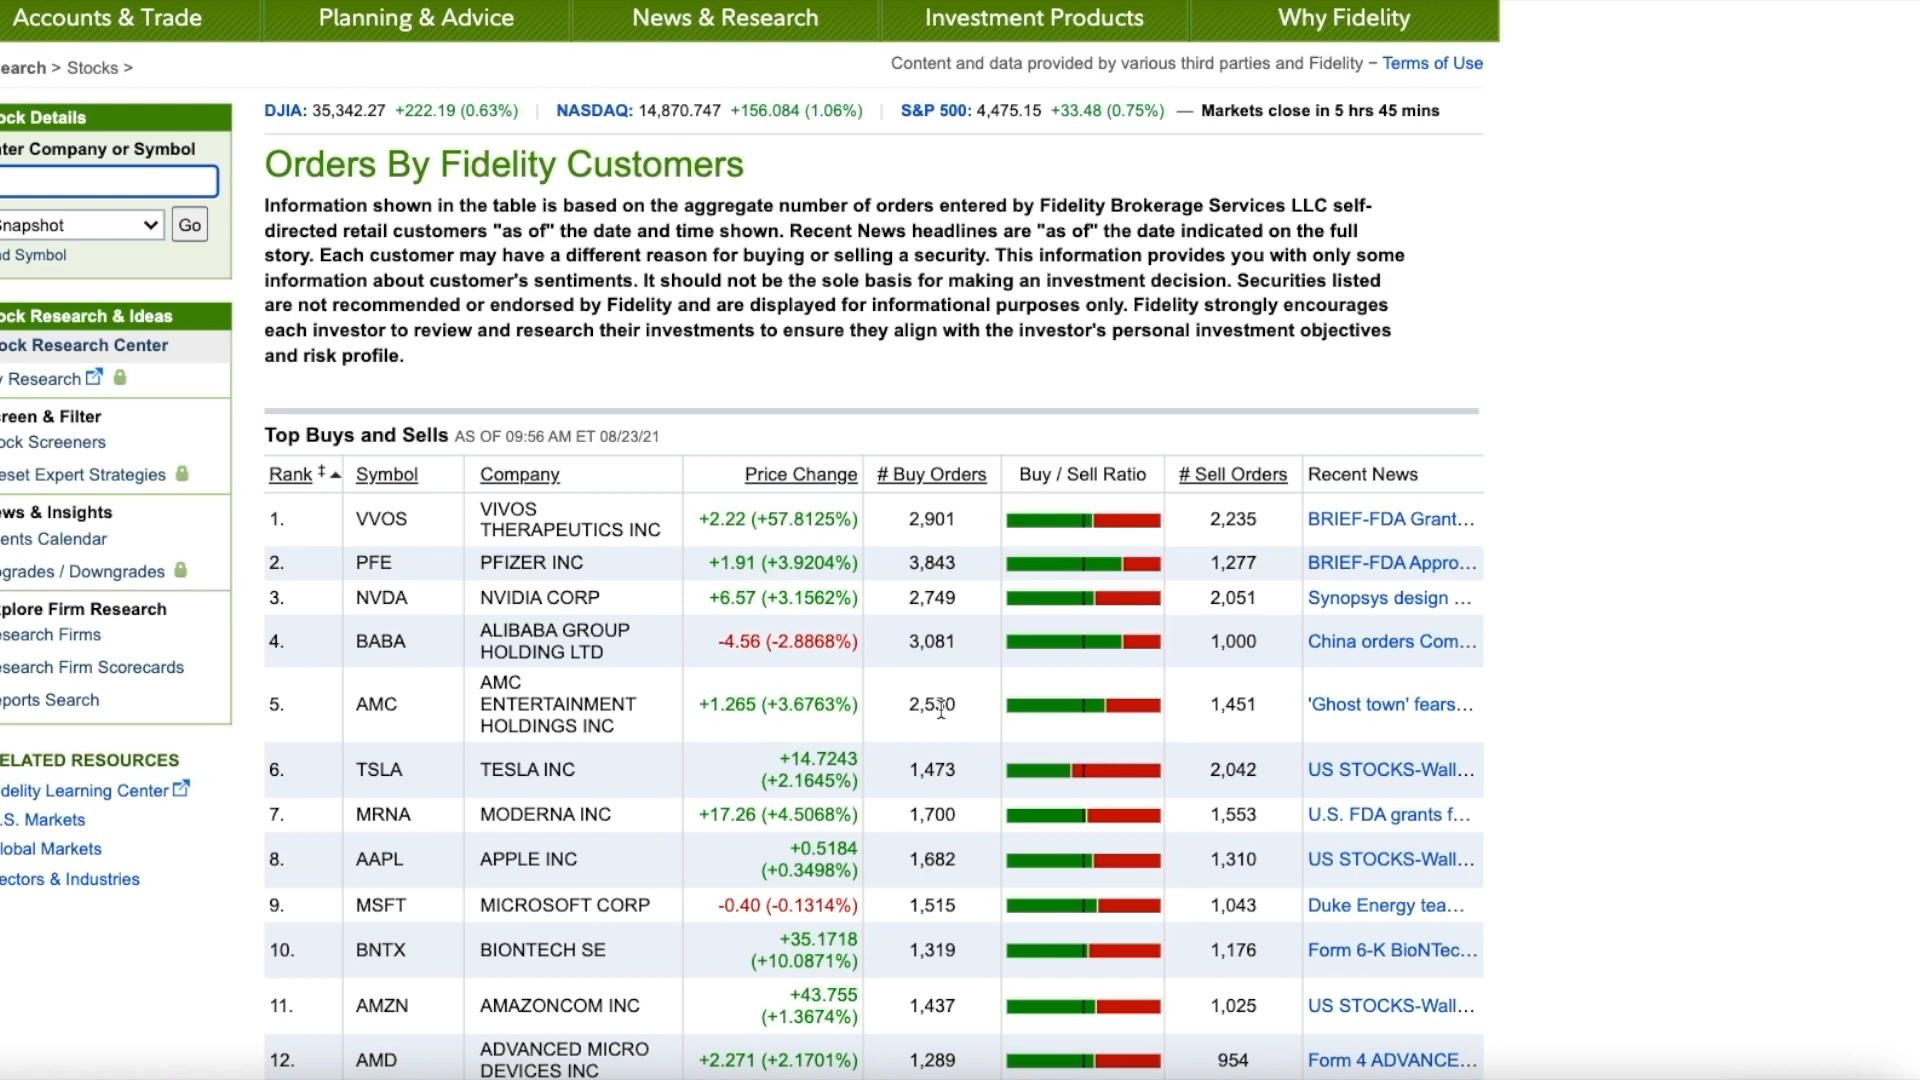 Accounts & Trade Planning & Advice News & Research Investment Products Why Fidelity
earch > Stocks >
Content and data provided by various third parties and Fidelity – Terms of Use
ock Details
nter Company or Symbol
Snapshot Go
nd Symbol
ock Research & Ideas
ock Research Center
y Research
reen & Filter
ock Screeners
eset Expert Strategies
ews & Insights
ents Calendar
ogrades / Downgrades
xplore Firm Research
esearch Firms
esearch Firm Scorecards
eports Search
ELATED RESOURCES
idelity Learning Center
.S. Markets
lobal Markets
ectors & Industries
DJIA: 35,342.27 +222.19 (0.63%) | NASDAQ: 14,870.747 +156.084 (1.06%) | S&P 500: 4,475.15 +33.48 (0.75%) — Markets close in 5 hrs 45 mins
Orders By Fidelity Customers
Information shown in the table is based on the aggregate number of orders entered by Fidelity Brokerage Services LLC self-
directed retail customers "as of" the date and time shown. Recent News headlines are "as of" the date indicated on the full
story. Each customer may have a different reason for buying or selling a security. This information provides you with only some
information about customer's sentiments. It should not be the sole basis for making an investment decision. Securities listed
are not recommended or endorsed by Fidelity and are displayed for informational purposes only. Fidelity strongly encourages
each investor to review and research their investments to ensure they align with the investor's personal investment objectives
and risk profile.
Top Buys and Sells AS OF 09:56 AM ET 08/23/21
Rank ‡ Symbol Company Price Change # Buy Orders Buy / Sell Ratio # Sell Orders Recent News
1. VVOS VIVOS THERAPEUTICS INC +2.22 (+57.8125%) 2,901 2,235 BRIEF-FDA Grant...
2. PFE PFIZER INC +1.91 (+3.9204%) 3,843 1,277 BRIEF-FDA Appro...
3. NVDA NVIDIA CORP +6.57 (+3.1562%) 2,749 2,051 Synopsys design ...
4. BABA ALIBABA GROUP HOLDING LTD -4.56 (-2.8868%) 3,081 1,000 China orders Com...
5. AMC AMC ENTERTAINMENT HOLDINGS INC +1.265 (+3.6763%) 1,451 'Ghost town' fears...
6. TSLA TESLA INC +14.7243 (+2.1645%) 1,473 2,042 US STOCKS-Wall...
7. MRNA MODERNA INC +17.26 (+4.5068%) 1,700 1,553 U.S. FDA grants f...
8. AAPL APPLE INC +0.5184 (+0.3498%) 1,682 1,310 US STOCKS-Wall...
9. MSFT MICROSOFT CORP -0.40 (-0.1314%) 1,515 1,043 Duke Energy tea...
10. BNTX BIONTECH SE +35.1718 (+10.0871%) 1,319 1,176 Form 6-K BioNTec...
11. AMZN AMAZONCOM INC +43.755 (+1.3674%) 1,437 1,025 US STOCKS-Wall...
12. AMD ADVANCED MICRO DEVICES INC +2.271 (+2.1701%) 1,289 954 Form 4 ADVANCE...